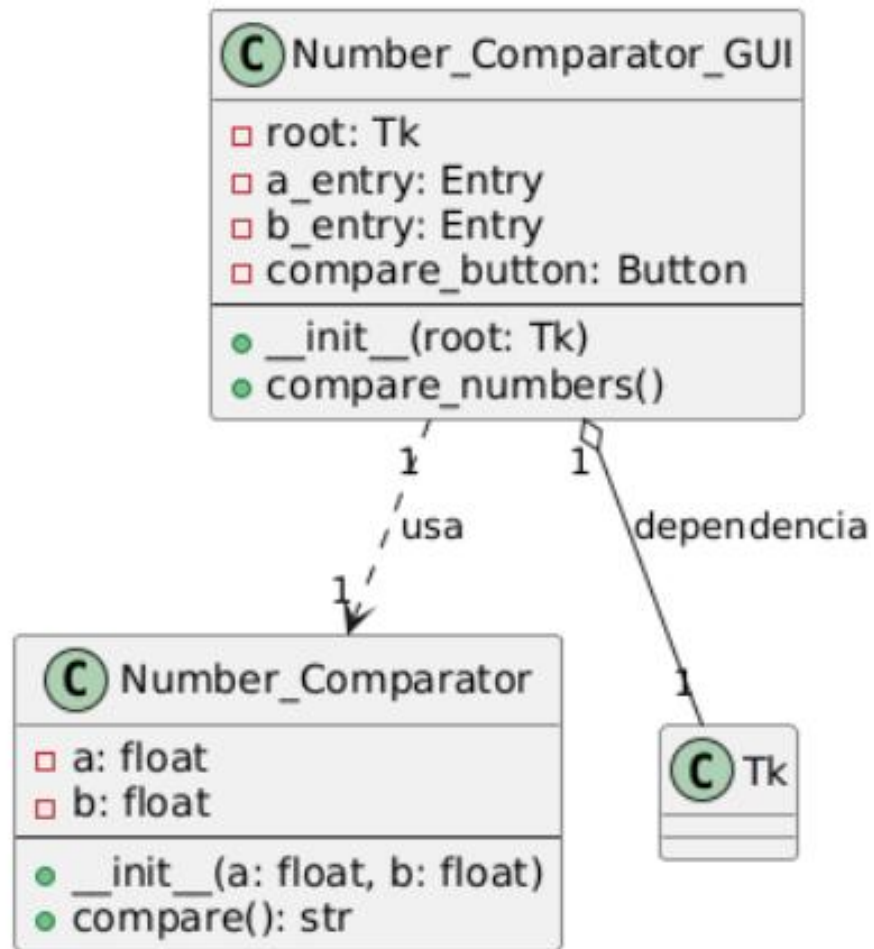 C Number_Comparator_GUI
root: Tk
a_entry: Entry
b_entry: Entry
compare_button: Button
__init__(root: Tk)
compare_numbers()
1 1
usa dependencia
1
C Number_Comparator
a: float
b: float
__init__(a: float, b: float)
compare(): str
1
C Tk